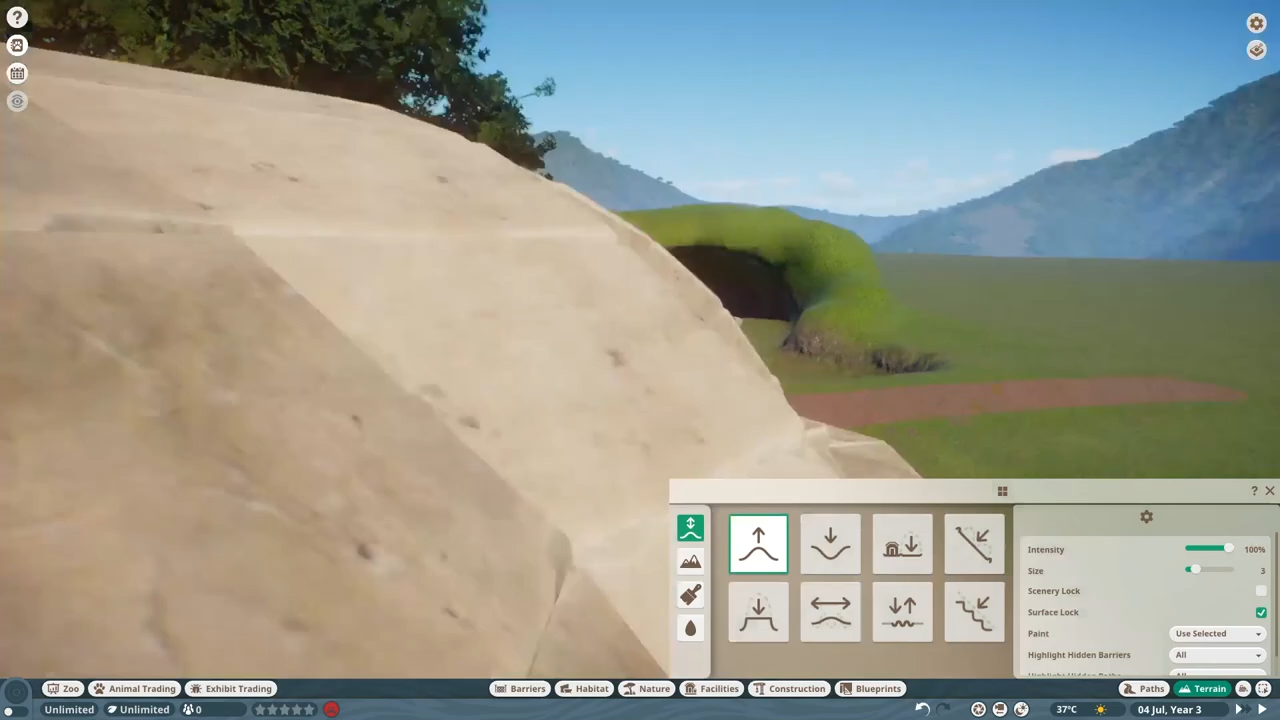 Intensity 100%
Size 3
Scenery Lock
Surface Lock
Paint Use Selected
Highlight Hidden Barriers All
Zoo Animal Trading Exhibit Trading Barriers Habitat Nature Facilities Construction Blueprints Paths Terrain
Unlimited Unlimited 0 37°C 04 Jul, Year 3